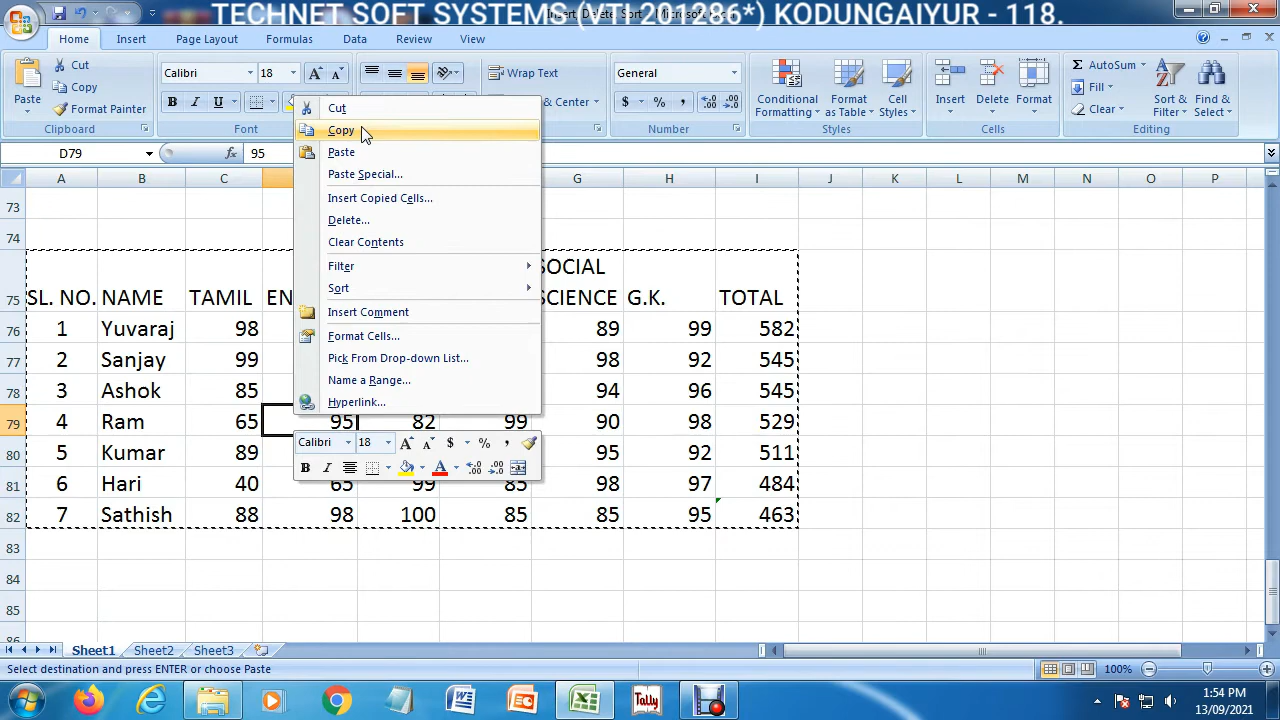 TECHNET SOFT SYSTEMS
KODUNGAIYUR - 118.
Home Insert Page Layout Formulas Data Review View
Cut
Copy
Format Painter
Paste
Clipboard
Calibri 18
B I U
Font
Wrap Text
& Center
General
$ % ,
Number
Conditional Formatting
Format as Table
Cell Styles
Styles
Insert Delete Format
Cells
Σ AutoSum
Fill
Clear
Sort & Filter
Find & Select
Editing
D79 fx 95
A B C G H I J K L M N O P
Cut
Copy
Paste
Paste Special...
Insert Copied Cells...
Delete...
Clear Contents
Filter
Sort
Insert Comment
Format Cells...
Pick From Drop-down List...
Name a Range...
Hyperlink...
Calibri 18 A A $ % ,
B I A
73
74
SOCIAL
75 SL. NO. NAME TAMIL EN SCIENCE G.K. TOTAL
76 1 Yuvaraj 98 89 99 582
77 2 Sanjay 99 98 92 545
78 3 Ashok 85 94 96 545
79 4 Ram 65 95 82 99 90 98 529
80 5 Kumar 89 95 92 511
81 6 Hari 40 65 99 85 98 97 484
82 7 Sathish 88 98 100 85 85 95 463
83
84
85
86
Sheet1 Sheet2 Sheet3
Select destination and press ENTER or choose Paste 100%
Tally
1:54 PM
13/09/2021